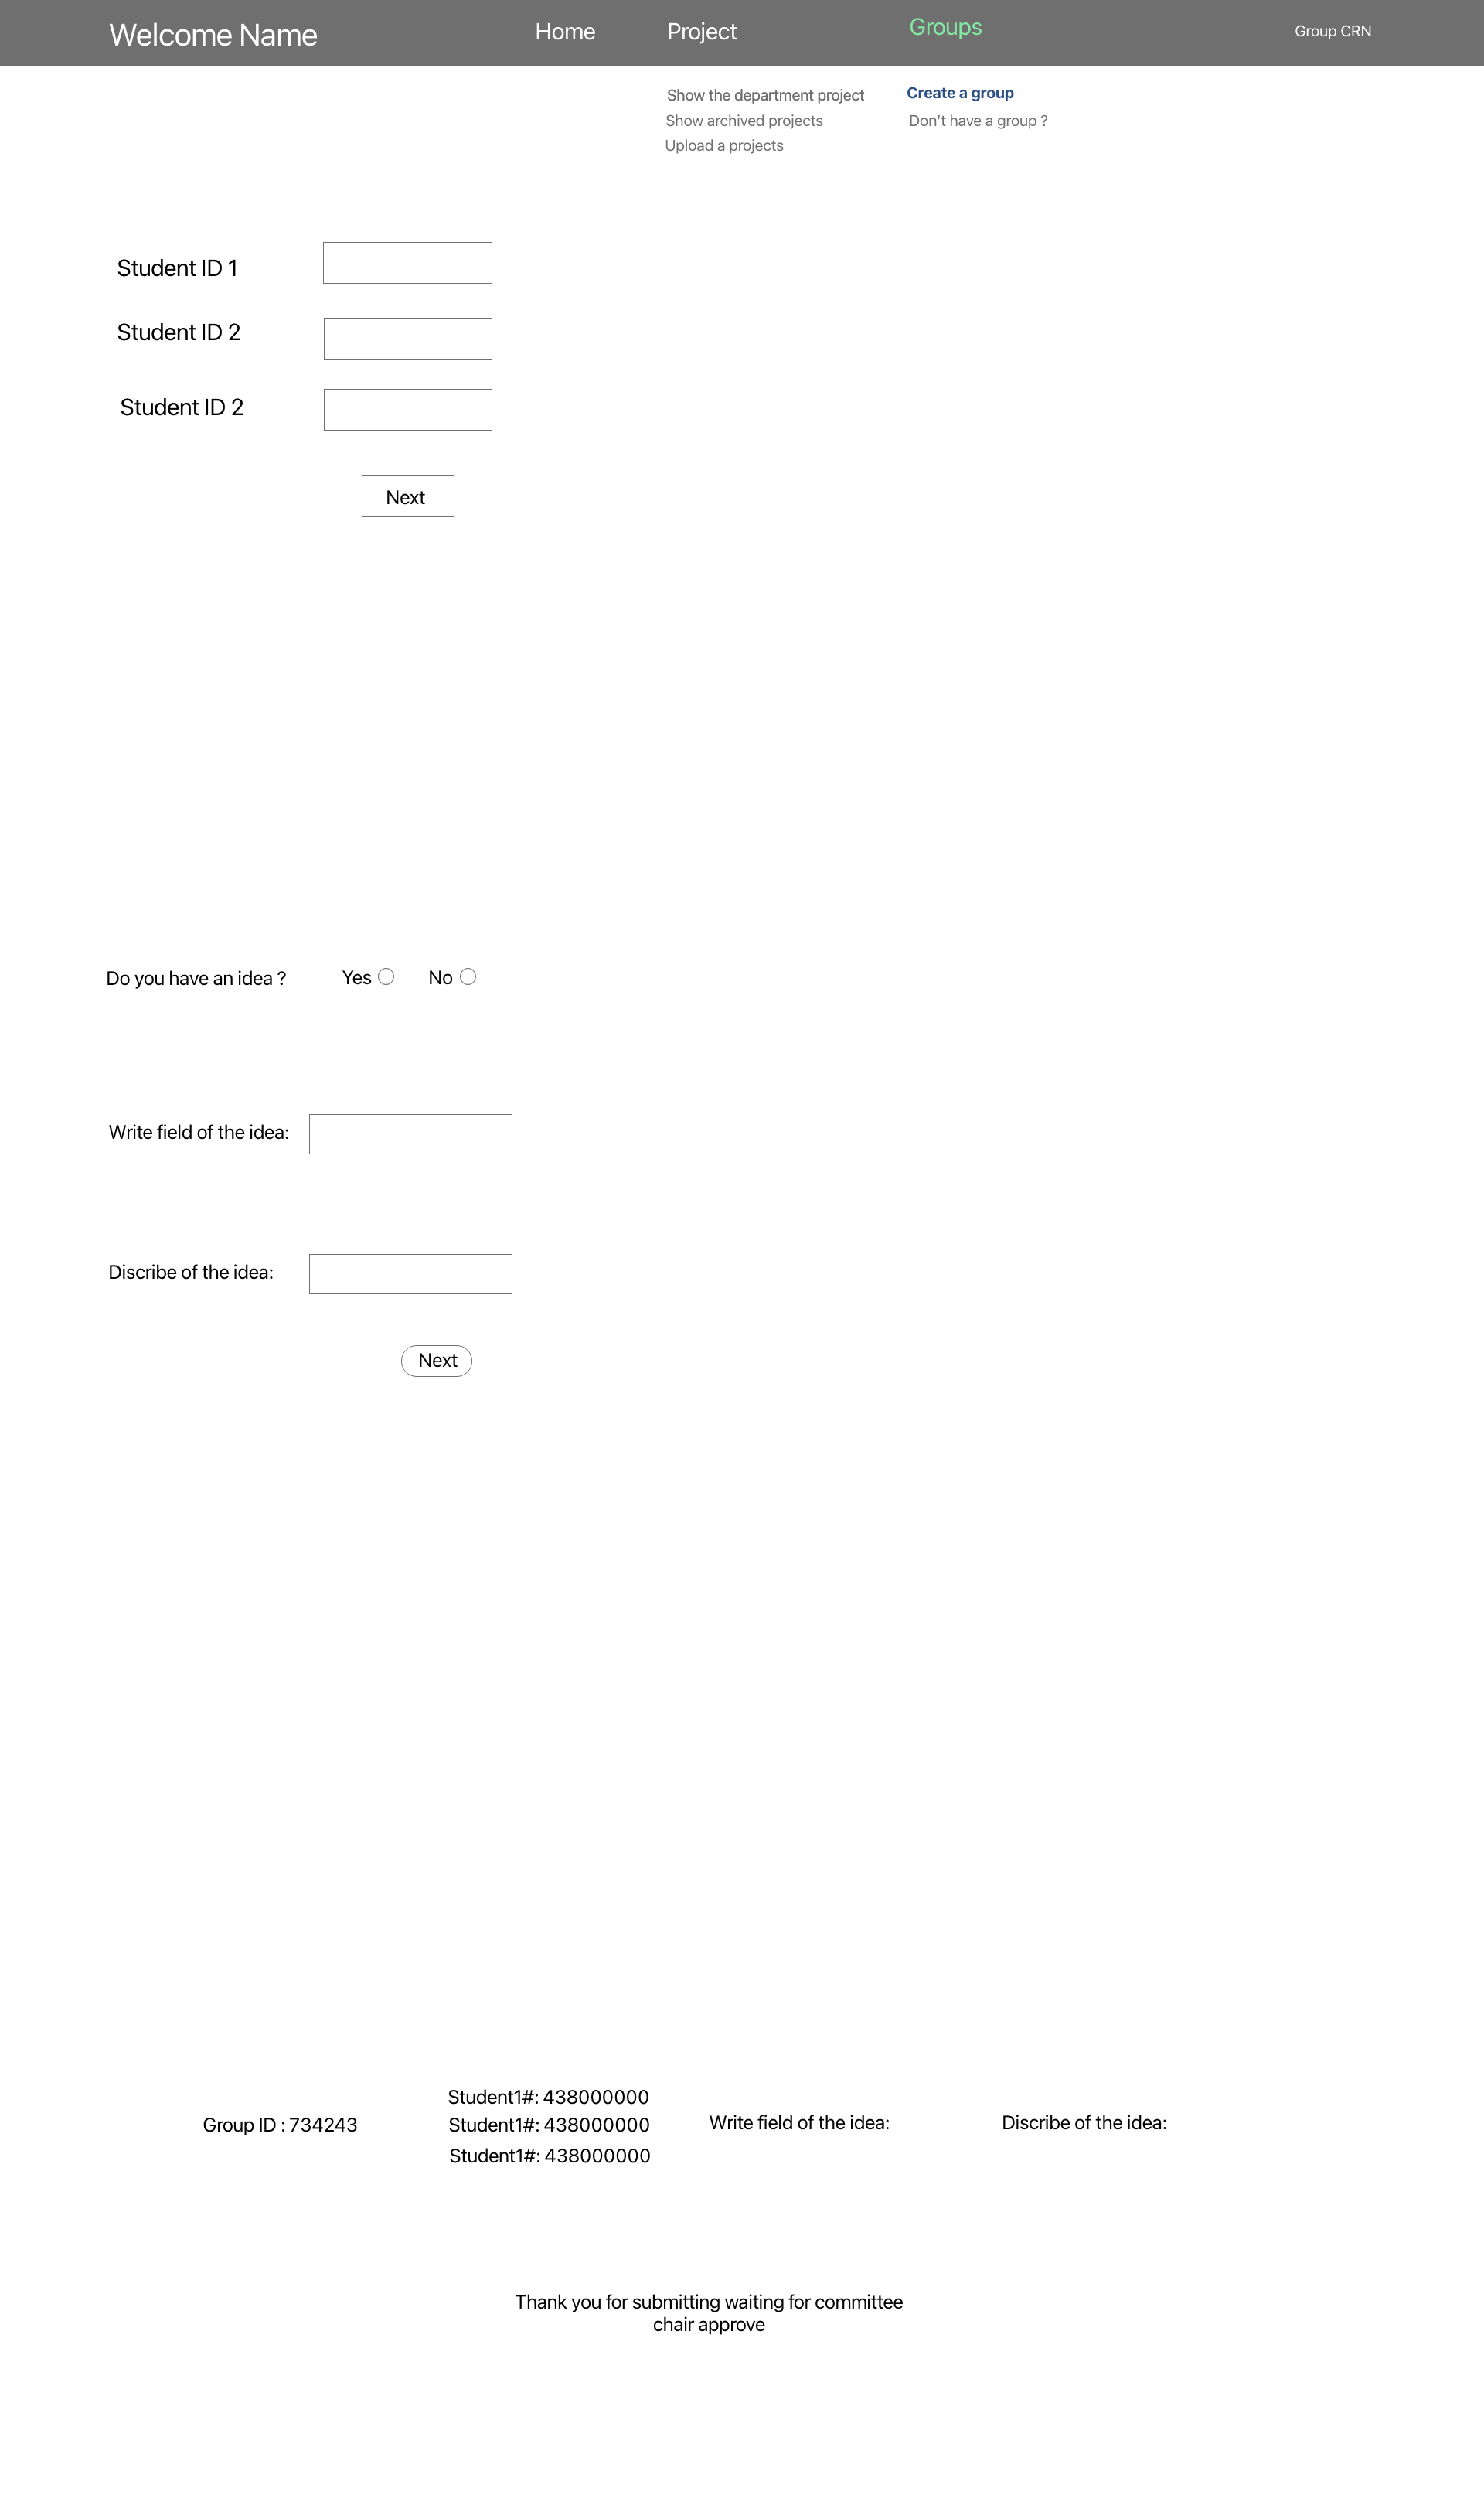 Welcome Name
Home
Project
Groups
Group CRN
Show the department project
Show archived projects
Upload a projects
Create a group
Don’t have a group ?
Student ID 1
Student ID 2
Student ID 2
Next
Do you have an idea ?
Yes
No
Write field of the idea:
Discribe of the idea:
Next
Group ID : 734243
Student1#: 438000000
Student1#: 438000000
Student1#: 438000000
Write field of the idea:
Discribe of the idea:
Thank you for submitting waiting for committee
chair approve